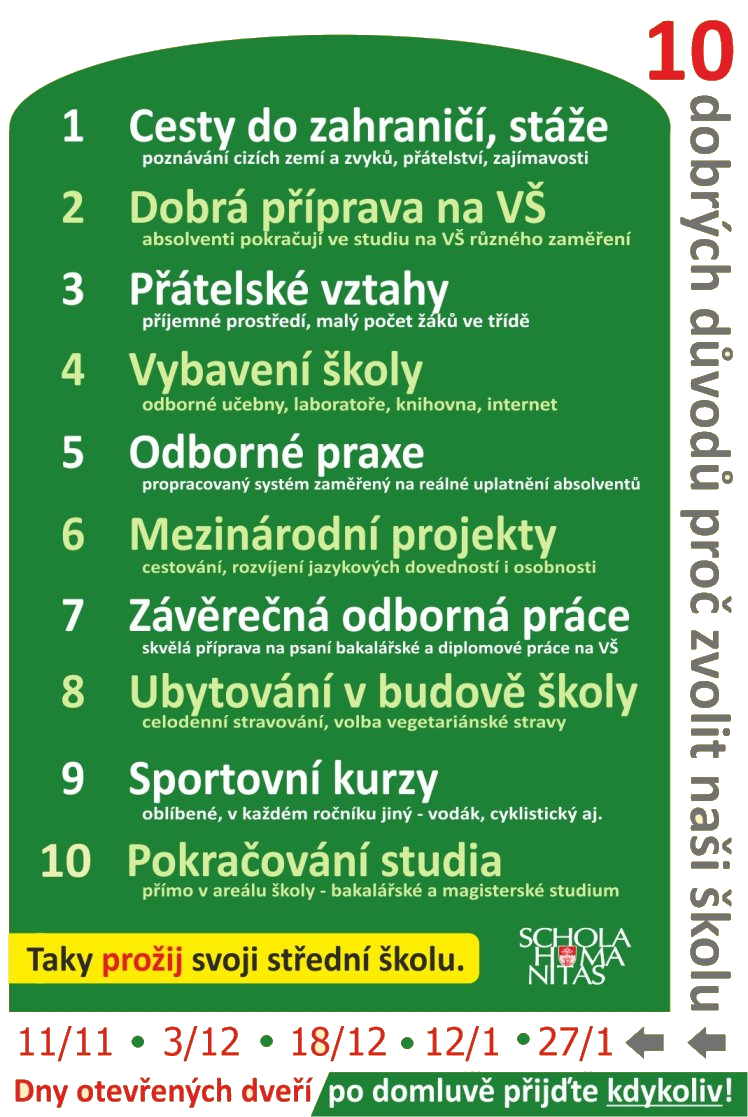 10
dobrých důvodů proč zvolit naši školu
1 Cesty do zahraničí, stáže
poznávání cizích zemí a zvyků, přátelství, zajímavosti
2 Dobrá příprava na VŠ
absolventi pokračují ve studiu na VŠ různého zaměření
3 Přátelské vztahy
příjemné prostředí, malý počet žáků ve třídě
4 Vybavení školy
odborné učebny, laboratoře, knihovna, internet
5 Odborné praxe
propracovaný systém zaměřený na reálné uplatnění absolventů
6 Mezinárodní projekty
cestování, rozvíjení jazykových dovedností i osobnosti
7 Závěrečná odborná práce
skvělá příprava na psaní bakalářské a diplomové práce na VŠ
8 Ubytování v budově školy
celodenní stravování, volba vegetariánské stravy
9 Sportovní kurzy
oblíbené, v každém ročníku jiný - vodák, cyklistický aj.
10 Pokračování studia
přímo v areálu školy - bakalářské a magisterské studium
Taky prožij svoji střední školu.
SCHOLA
HUMA
NITAS
11/11 • 3/12 • 18/12 • 12/1 • 27/1
Dny otevřených dveří po domluvě přijďte kdykoliv!